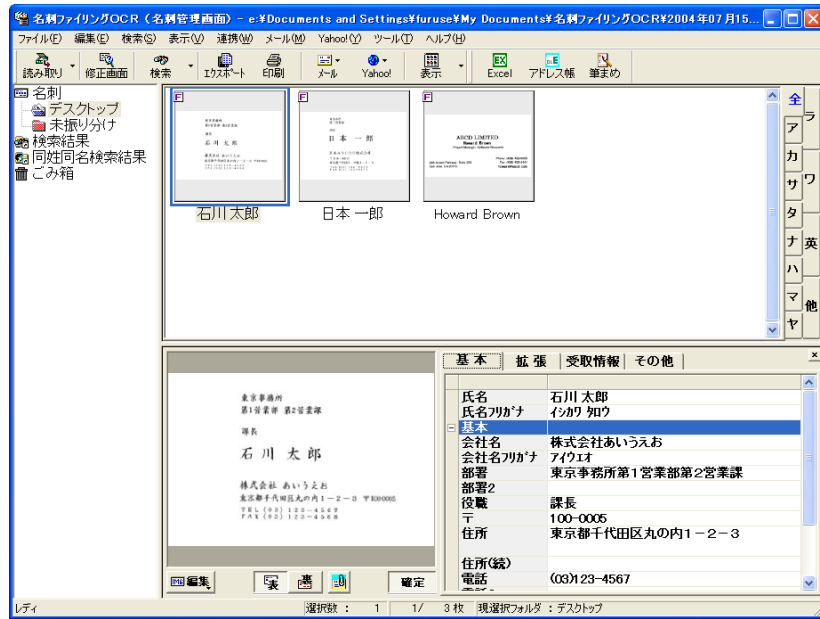 名刺ファイリングOCR (名刺管理画面) - e:¥Documents and Settings¥furuse¥My Documents¥名刺ファイリングOCR¥2004年07月15...
ファイル(F) 編集(E) 検索(S) 表示(V) 連携(W) メール(M) Yahoo!(Y) ツール(T) ヘルプ(H)
読み取り 修正画面 検索 エクスポート 印刷 メール Yahoo! 表示 Excel アドレス帳 筆まめ
名刺
デスクトップ
未振り分け
検索結果
同姓同名検索結果
ごみ箱
石川 太郎
日本 一郎
ABCD LIMITED
Howard Brown
石川 太郎
日本 一郎
Howard Brown
全
ア
カ
サ
タ
ナ
ハ
マ
ヤ
ラ
ワ
英
他
東京事務所
第1営業部 第2営業課
課長
石川 太郎
株式会社 あいうえお
東京都千代田区丸の内1-2-3 〒1000005
TEL (03) 123-4567
FAX (03) 123-4568
編集
表
裏
確定
基本 拡張 受取情報 その他
氏名 石川 太郎
氏名フリガナ イシカワ タロウ
基本
会社名 株式会社あいうえお
会社名フリガナ アイウエオ
部署 東京事務所第1営業部第2営業課
部署2
役職 課長
〒 100-0005
住所 東京都千代田区丸の内1-2-3
住所(続)
電話 (03)123-4567
レディ
選択数 : 1 1/ 3 枚 現選択フォルダ : デスクトップ